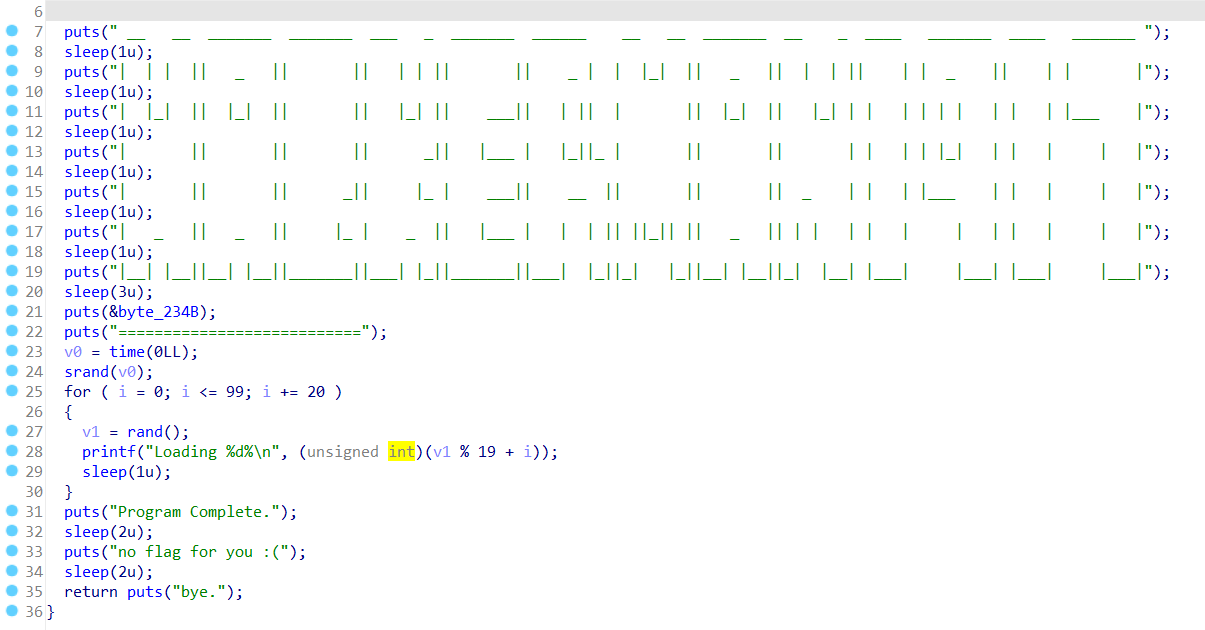 6
7 puts(" __   __  _______  _______  ___   _  _______  ______    __   __  _______  __    _  ____   _______  ____   _______ ");
8 sleep(1u);
9 puts("|  | |  ||   _   ||       ||   | | ||       ||    _ |  |  |_|  ||   _   ||  |  | ||    | |  _    ||    | |       |");
10 sleep(1u);
11 puts("|  |_|  ||  |_|  ||       ||   |_| ||    ___||   | ||  |       ||  |_|  ||   |_| | |   | | | |   | |   | |___    |");
12 sleep(1u);
13 puts("|       ||       ||       ||      _||   |___ |   |_||_ |       ||       ||       | |   | | |_|   | |   |     |   |");
14 sleep(1u);
15 puts("|       ||       ||      _||     |_ |    ___||    __  ||       ||       ||  _    | |   | |___    | |   |     |   |");
16 sleep(1u);
17 puts("|   _   ||   _   ||     |_ |    _  ||   |___ |   |  | || ||_|| ||   _   || | |   | |   |     |   | |   |     |   |");
18 sleep(1u);
19 puts("|__| |__||__| |__||_______||___| |_||_______||___|  |_||_|   |_||__| |__||_|  |__| |___|     |___| |___|     |___|");
20 sleep(3u);
21 puts(&byte_234B);
22 puts("===========================");
23 v0 = time(0LL);
24 srand(v0);
25 for ( i = 0; i <= 99; i += 20 )
26 {
27 v1 = rand();
28 printf("Loading %d%\n", (unsigned int)(v1 % 19 + i));
29 sleep(1u);
30 }
31 puts("Program Complete.");
32 sleep(2u);
33 puts("no flag for you :(");
34 sleep(2u);
35 return puts("bye.");
36 }